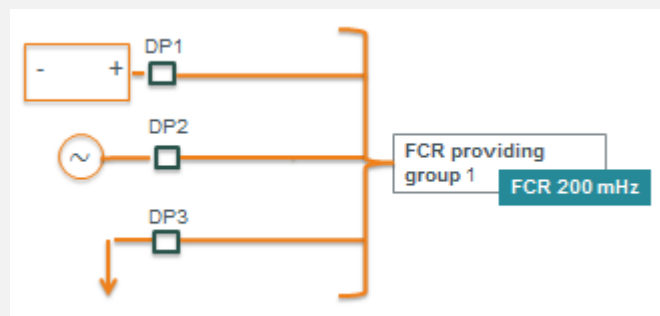 DP1
- +
DP2
~
FCR providing
group 1
FCR 200 mHz
DP3